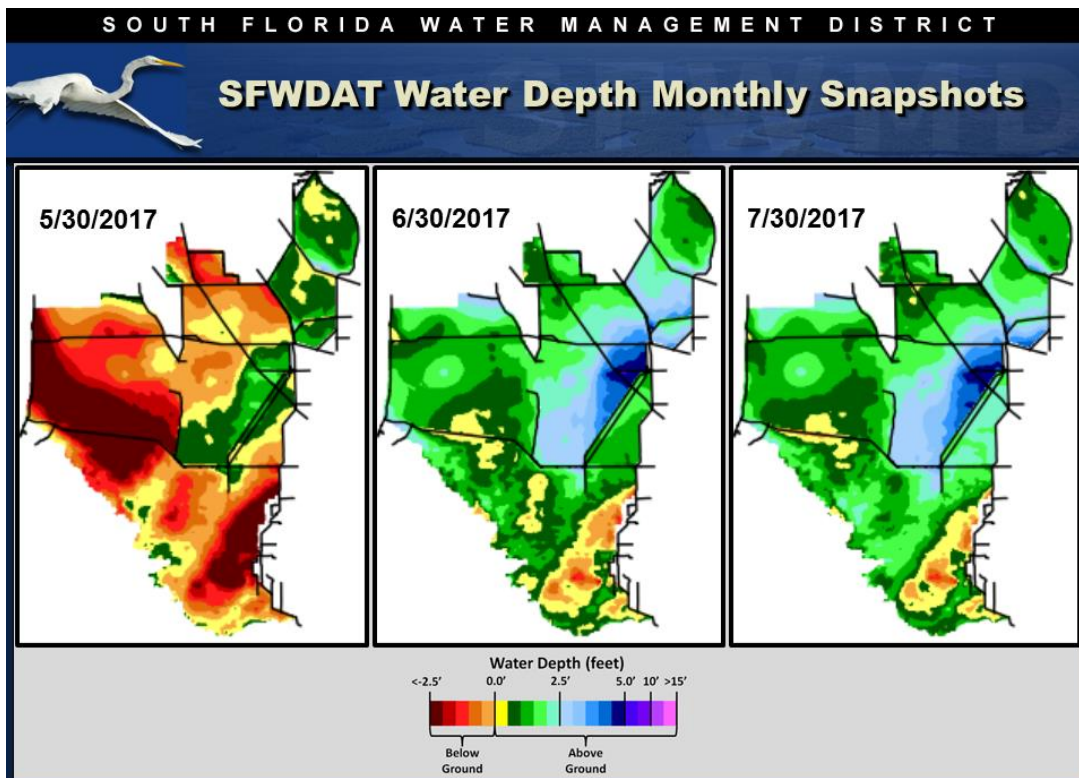 SOUTH FLORIDA WATER MANAGEMENT DISTRICT
SFWDAT Water Depth Monthly Snapshots
SFWMD
5/30/2017
6/30/2017
7/30/2017
Water Depth (feet)
<-2.5' 0.0' 2.5' 5.0' 10' >15'
Below Above
Ground Ground